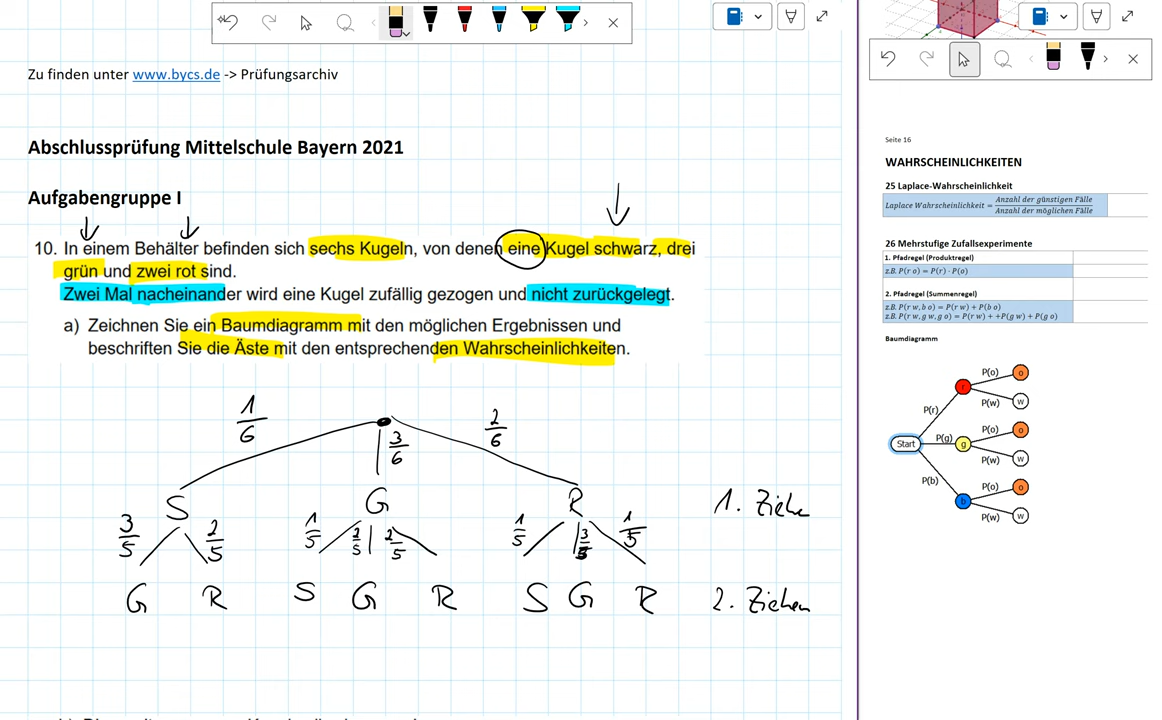 Zu finden unter www.bycs.de -> Prüfungsarchiv
Abschlussprüfung Mittelschule Bayern 2021
Aufgabengruppe I
10. In einem Behälter befinden sich sechs Kugeln, von denen eine Kugel schwarz, drei
grün und zwei rot sind.
Zwei Mal nacheinander wird eine Kugel zufällig gezogen und nicht zurückgelegt.
a) Zeichnen Sie ein Baumdiagramm mit den möglichen Ergebnissen und
beschriften Sie die Äste mit den entsprechenden Wahrscheinlichkeiten.
1/6 3/6 2/6
S G R 1. Ziehe
3/5 2/5 1/5 2/5 2/5 1/5 3/5 1/5
G R S G R S G R 2. Ziehen
Seite 16
WAHRSCHEINLICHKEITEN
25 Laplace-Wahrscheinlichkeit
Laplace Wahrscheinlichkeit = Anzahl der günstigen Fälle / Anzahl der möglichen Fälle
26 Mehrstufige Zufallsexperimente
1. Pfadregel (Produktregel)
z.B. P(r o) = P(r) · P(o)
2. Pfadregel (Summenregel)
z.B. P(r w, b o) = P(r w) + P(b o)
z.B. P(r w, g w, g o) = P(r w) + +P(g w) + P(g o)
Baumdiagramm
P(o) o
r
P(w) w
P(r)
P(o) o
Start P(g) g
P(w) w
P(b)
P(o) o
b
P(w) w